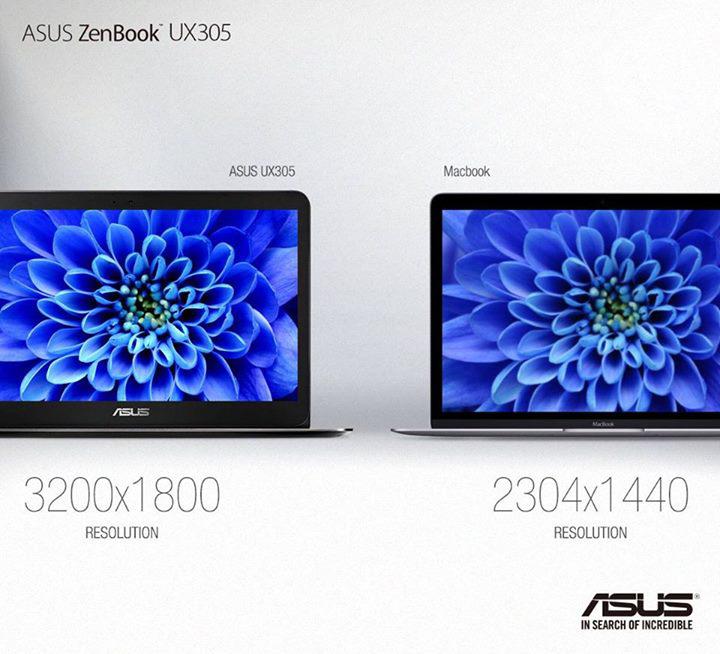 ASUS ZenBook™ UX305
ASUS UX305
Macbook
ASUS
MacBook
3200x1800
RESOLUTION
2304x1440
RESOLUTION
ASUS®
IN SEARCH OF INCREDIBLE